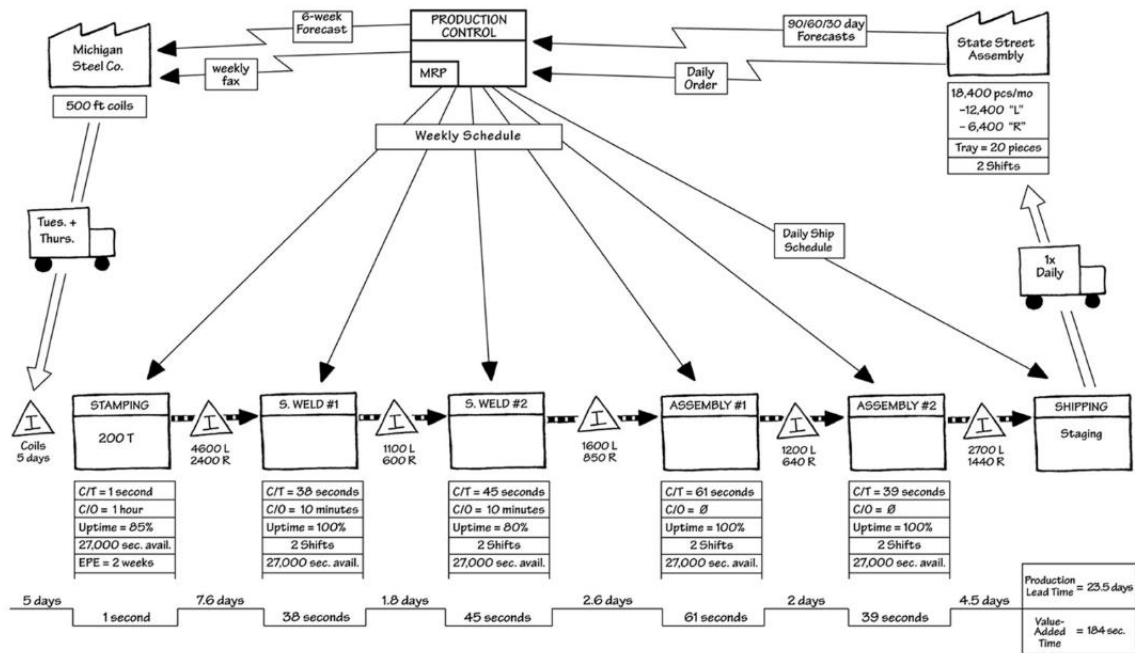 Michigan
Steel Co.
500 ft coils
6-week
Forecast
weekly
fax
PRODUCTION
CONTROL
MRP
90/60/30 day
Forecasts
Daily
Order
State Street
Assembly
18,400 pcs/mo
-12,400 "L"
- 6,400 "R"
Tray = 20 pieces
2 Shifts
Weekly Schedule
Tues. +
Thurs.
Daily Ship
Schedule
1x
Daily
I
Coils
5 days
STAMPING
200 T
I
4600 L
2400 R
S. WELD #1
I
1100 L
600 R
S. WELD #2
I
1600 L
850 R
ASSEMBLY #1
I
1200 L
640 R
ASSEMBLY #2
I
2700 L
1440 R
SHIPPING
Staging
C/T = 1 second
C/O = 1 hour
Uptime = 85%
27,000 sec. avail.
EPE = 2 weeks
C/T = 38 seconds
C/O = 10 minutes
Uptime = 100%
2 Shifts
27,000 sec. avail.
C/T = 45 seconds
C/O = 10 minutes
Uptime = 80%
2 Shifts
27,000 sec. avail.
C/T = 61 seconds
C/O = Ø
Uptime = 100%
2 Shifts
27,000 sec. avail.
C/T = 39 seconds
C/O = Ø
Uptime = 100%
2 Shifts
27,000 sec. avail.
5 days
1 second
7.6 days
38 seconds
1.8 days
45 seconds
2.6 days
61 seconds
2 days
39 seconds
4.5 days
Production
Lead Time = 23.5 days
Value-
Added = 184 sec.
Time